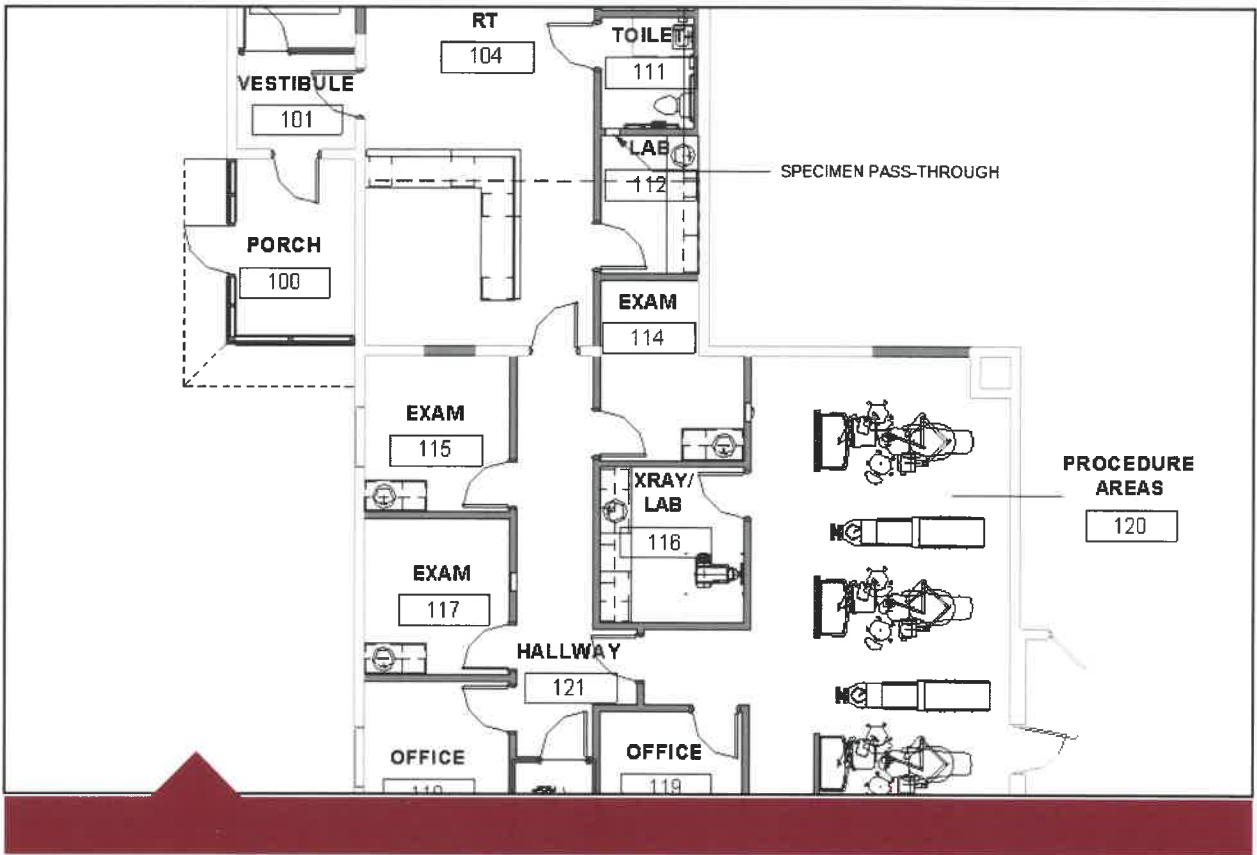 RT
104
TOILET
111
VESTIBULE
101
LAB
112
SPECIMEN PASS-THROUGH
PORCH
100
EXAM
114
EXAM
115
PROCEDURE
AREAS
120
XRAY/
LAB
116
EXAM
117
HALLWAY
121
OFFICE
OFFICE